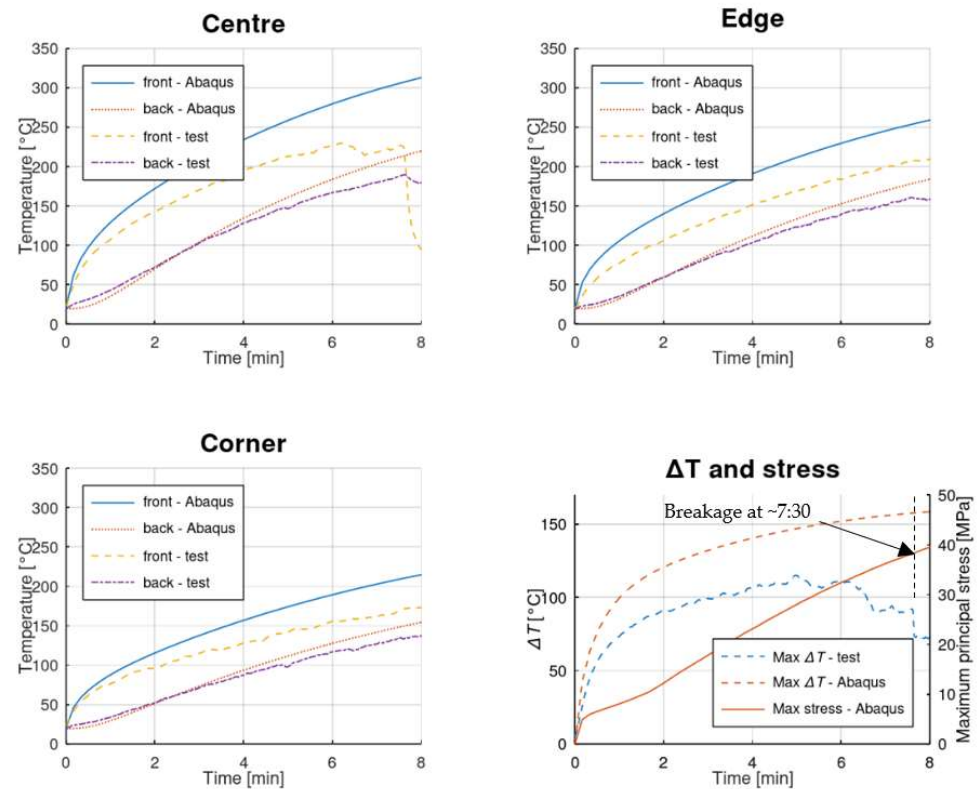 Centre
350
300
250
200
150
100
50
0
Temperature [°C]
front - Abaqus
back - Abaqus
front - test
back - test
0 2 4 6 8
Time [min]
Edge
350
300
250
200
150
100
50
0
Temperature [°C]
front - Abaqus
back - Abaqus
front - test
back - test
0 2 4 6 8
Time [min]
Corner
350
300
250
200
150
100
50
0
Temperature [°C]
front - Abaqus
back - Abaqus
front - test
back - test
0 2 4 6 8
Time [min]
ΔT and stress
150
100
50
0
ΔT [°C]
Breakage at ~7:30
Max ΔT - test
Max ΔT - Abaqus
Max stress - Abaqus
50
40
30
20
10
0
Maximum principal stress [MPa]
0 2 4 6 8
Time [min]